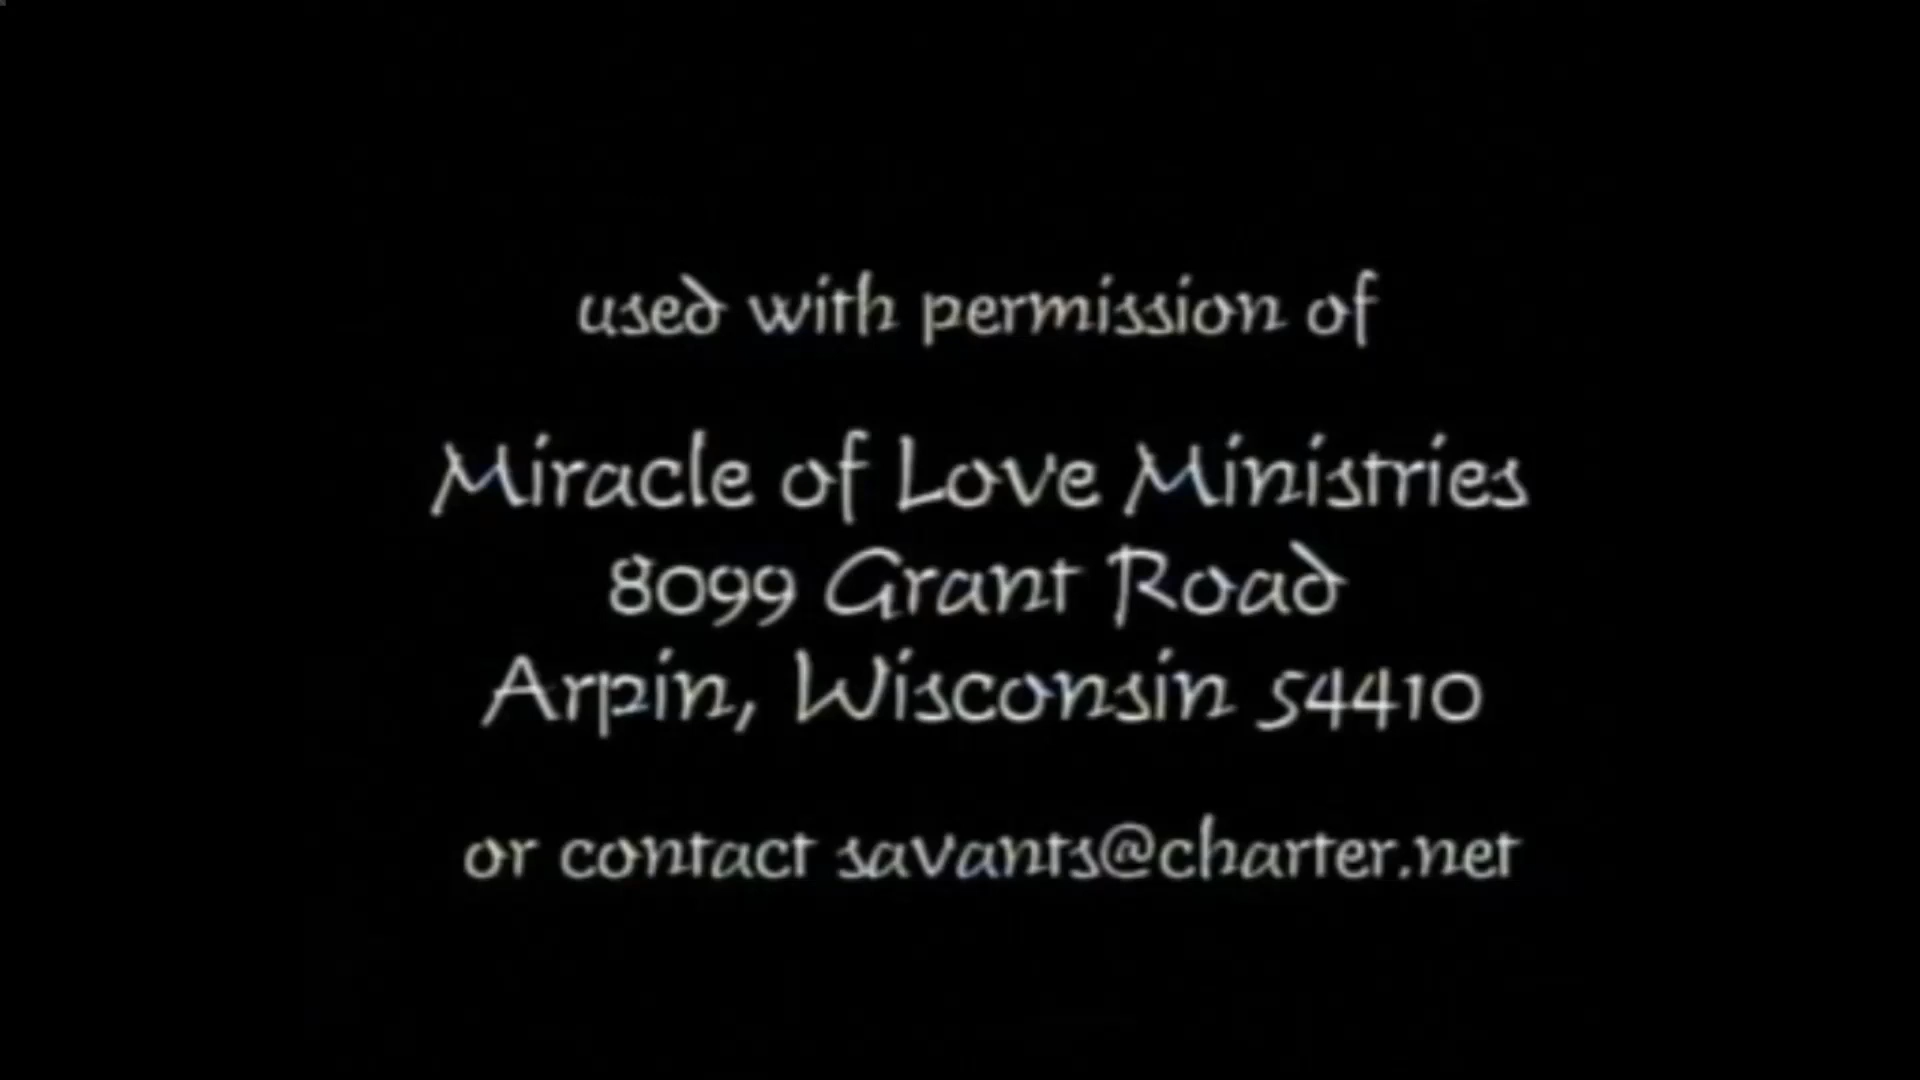 used with permission of
Miracle of Love Ministries
8099 Grant Road
Arpin, Wisconsin 54410
or contact savants@charter.net